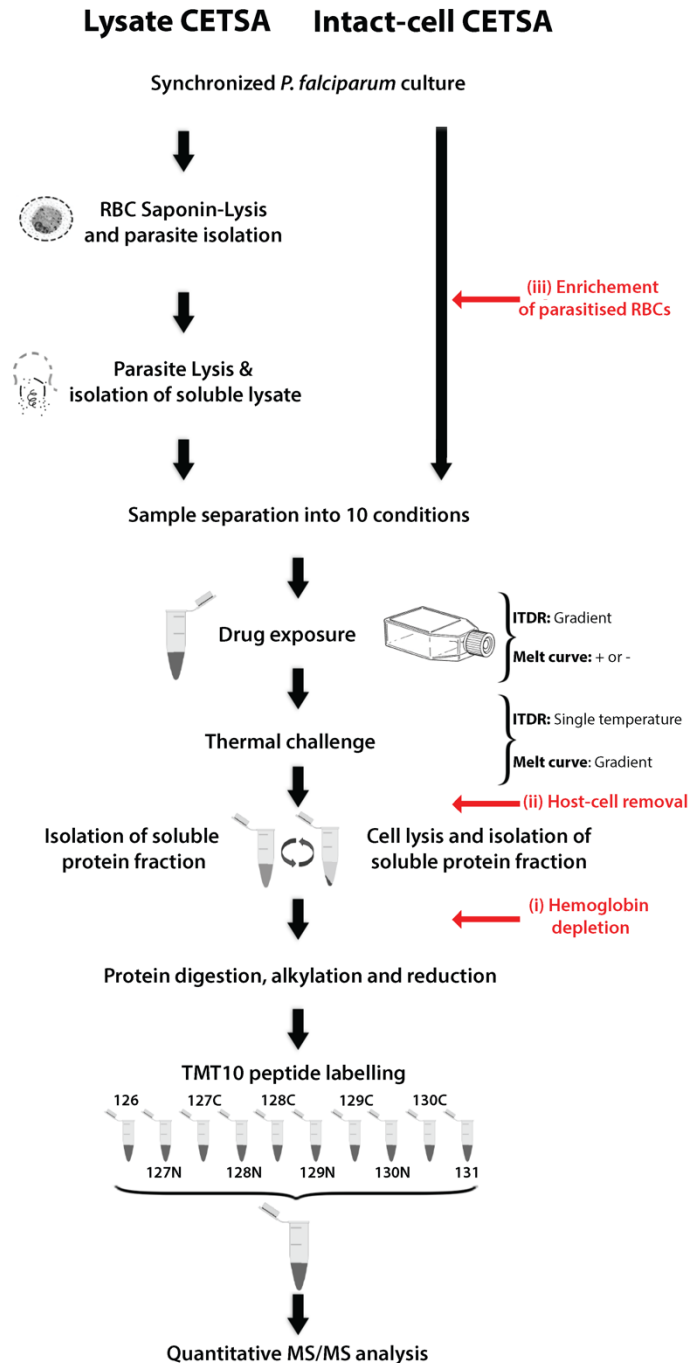 Lysate CETSA Intact-cell CETSA
Synchronized P. falciparum culture
RBC Saponin-Lysis
and parasite isolation
(iii) Enrichement
of parasitised RBCs
Parasite Lysis &
isolation of soluble lysate
Sample separation into 10 conditions
Drug exposure
ITDR: Gradient
Melt curve: + or -
Thermal challenge
ITDR: Single temperature
Melt curve: Gradient
(ii) Host-cell removal
Isolation of soluble
protein fraction
Cell lysis and isolation of
soluble protein fraction
(i) Hemoglobin
depletion
Protein digestion, alkylation and reduction
TMT10 peptide labelling
126 127C 128C 129C 130C
127N 128N 129N 130N 131
Quantitative MS/MS analysis